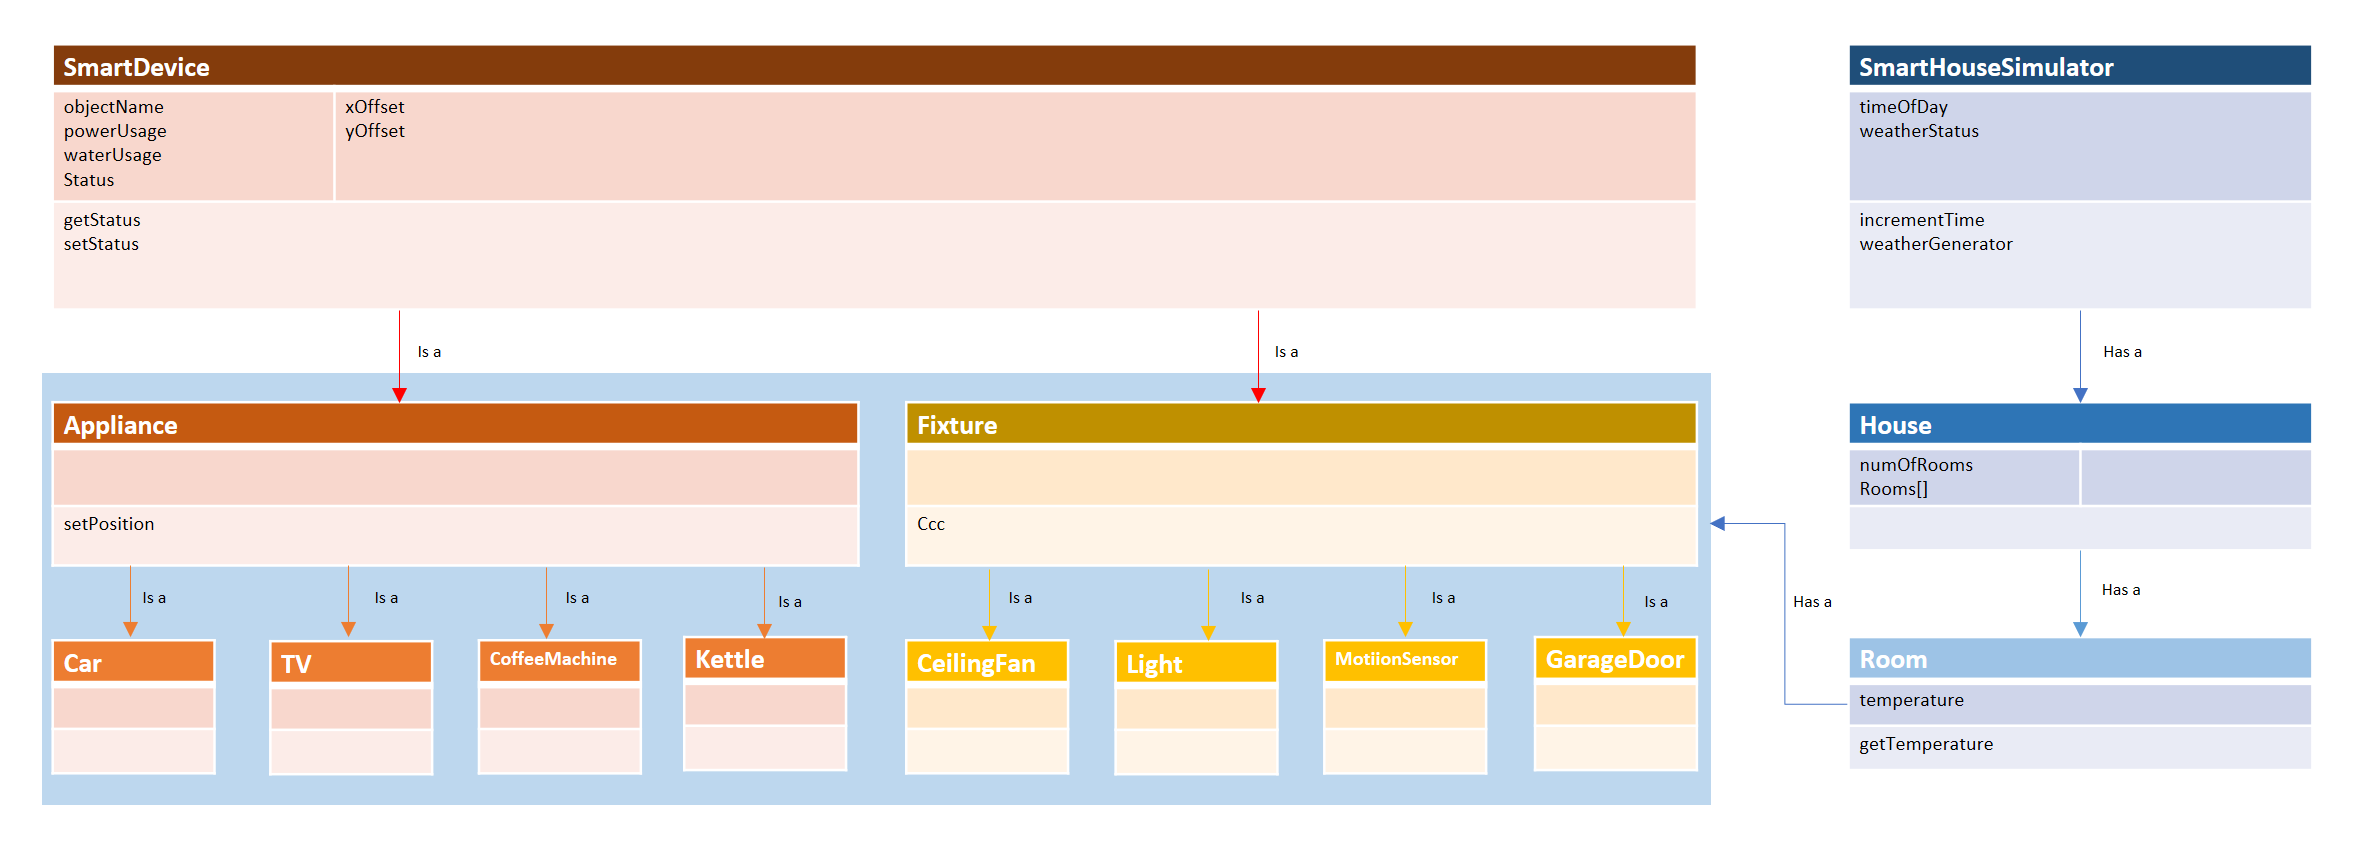 SmartDevice
objectName
powerUsage
waterUsage
Status
xOffset
yOffset
getStatus
setStatus
SmartHouseSimulator
timeOfDay
weatherStatus
incrementTime
weatherGenerator
Is a
Is a
Has a
Appliance
setPosition
Fixture
Ccc
House
numOfRooms
Rooms[]
Is a
Is a
Is a
Is a
Is a
Is a
Is a
Is a
Has a
Has a
Car
TV
CoffeeMachine
Kettle
CeilingFan
Light
MotiionSensor
GarageDoor
Room
temperature
getTemperature